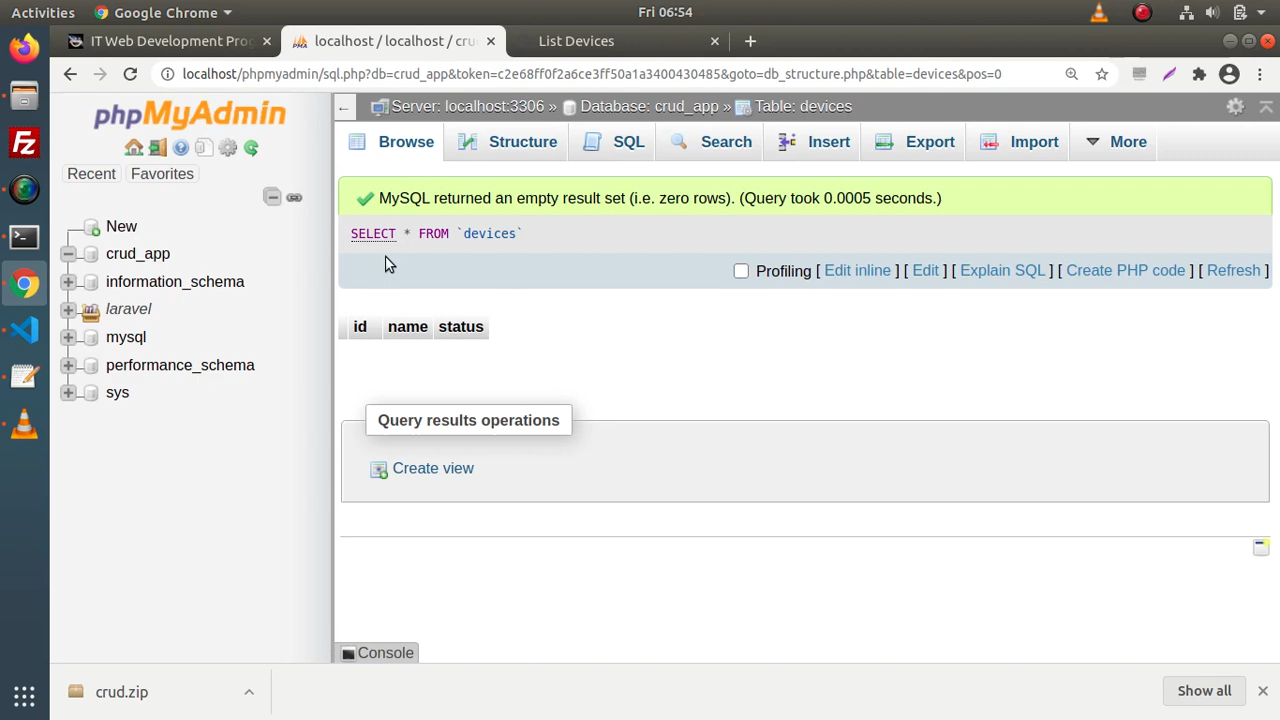 Activities
Google Chrome
Fri 06:54
IT Web Development Pro
localhost / localhost / cru
List Devices
localhost/phpmyadmin/sql.php?db=crud_app&token=c2e68ff0f2a6ce3ff50a1a3400430485&goto=db_structure.php&table=devices&pos=0
phpMyAdmin
Recent
Favorites
New
crud_app
information_schema
laravel
mysql
performance_schema
sys
Server: localhost:3306 » Database: crud_app » Table: devices
Browse
Structure
SQL
Search
Insert
Export
Import
More
MySQL returned an empty result set (i.e. zero rows). (Query took 0.0005 seconds.)
SELECT * FROM `devices`
Profiling [ Edit inline ] [ Edit ] [ Explain SQL ] [ Create PHP code ] [ Refresh ]
id name status
Query results operations
Create view
Console
crud.zip
Show all